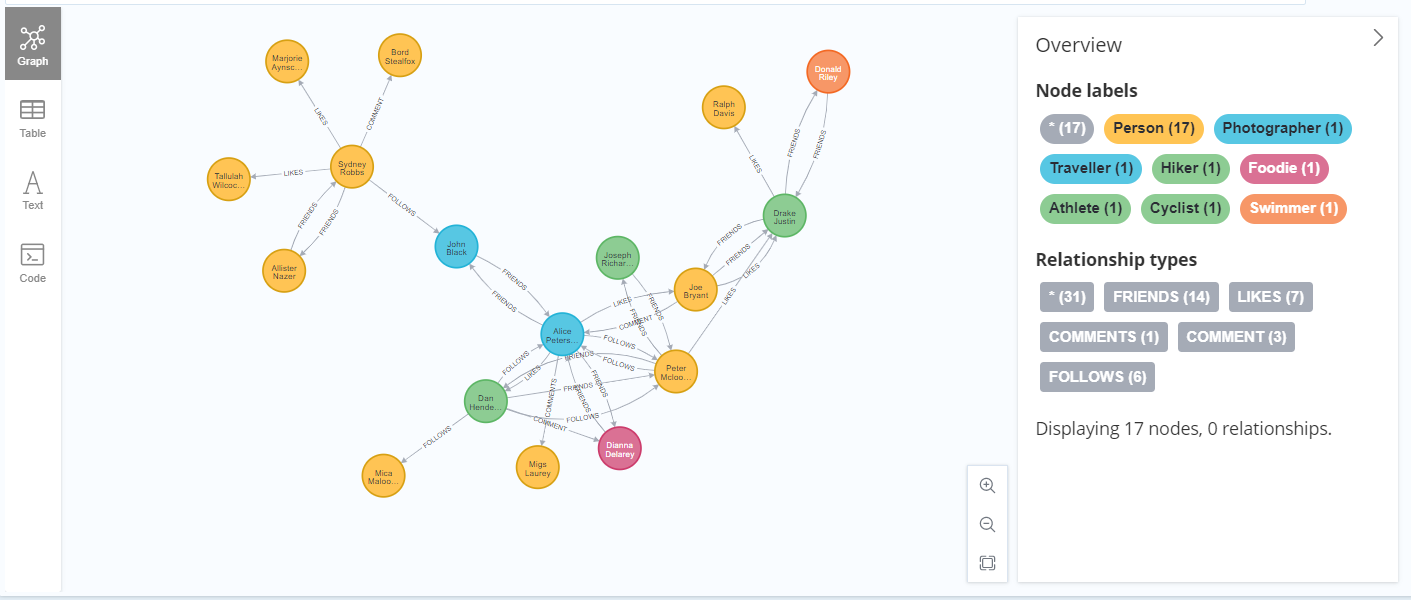 Graph
Table
Text
Code
Marjorie
Aynsc...
Bord
Stealfox
LIKES
COMMENT
Tallulah
Wilcoc...
LIKES
Sydney
Robbs
FRIENDS
FRIENDS
Allister
Nazer
FOLLOWS
John
Black
FRIENDS
FRIENDS
Donald
Riley
Ralph
Davis
LIKES
FRIENDS
FRIENDS
Drake
Justin
FRIENDS
FRIENDS
LIKES
LIKES
Joseph
Richar...
Joe
Bryant
LIKES
COMMENT
FRIENDS
FRIENDS
Alice
Peters...
FOLLOWS
FOLLOWS
FRIENDS
Peter
Mcloo...
FOLLOWS
LIKES
FRIENDS
FRIENDS
FRIENDS
COMMENTS
Dan
Hende...
FOLLOWS
COMMENT
FOLLOWS
Mica
Maloo...
Migs
Laurey
Dianna
Delarey
Overview
Node labels
* (17) Person (17) Photographer (1)
Traveller (1) Hiker (1) Foodie (1)
Athlete (1) Cyclist (1) Swimmer (1)
Relationship types
* (31) FRIENDS (14) LIKES (7)
COMMENTS (1) COMMENT (3)
FOLLOWS (6)
Displaying 17 nodes, 0 relationships.